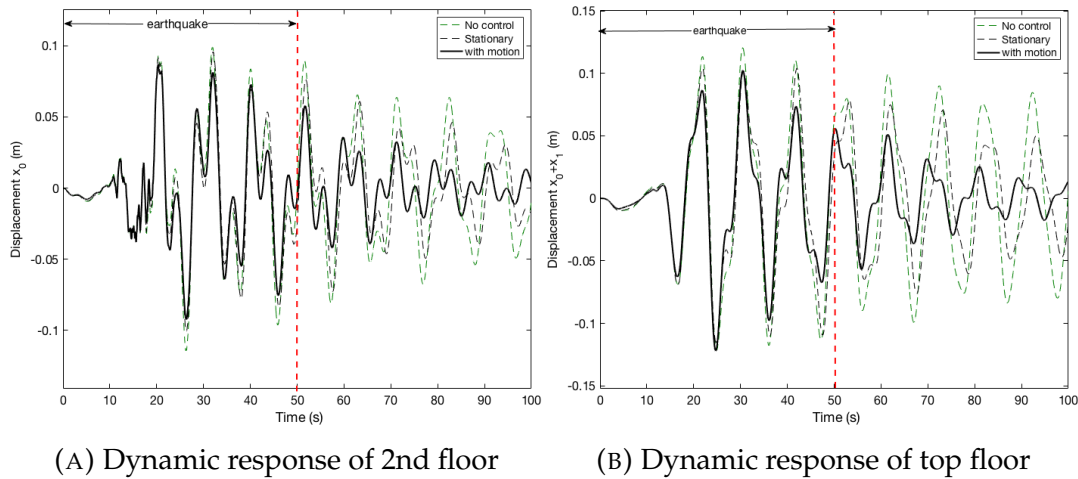 earthquake
No control
Stationary
with motion
0.1
0.05
0
-0.05
-0.1
Displacement x0 (m)
0 10 20 30 40 50 60 70 80 90 100
Time (s)
(A) Dynamic response of 2nd floor
earthquake
No control
Stationary
with motion
0.15
0.1
0.05
0
-0.05
-0.1
-0.15
Displacement x0+x1 (m)
0 10 20 30 40 50 60 70 80 90 100
Time (s)
(B) Dynamic response of top floor